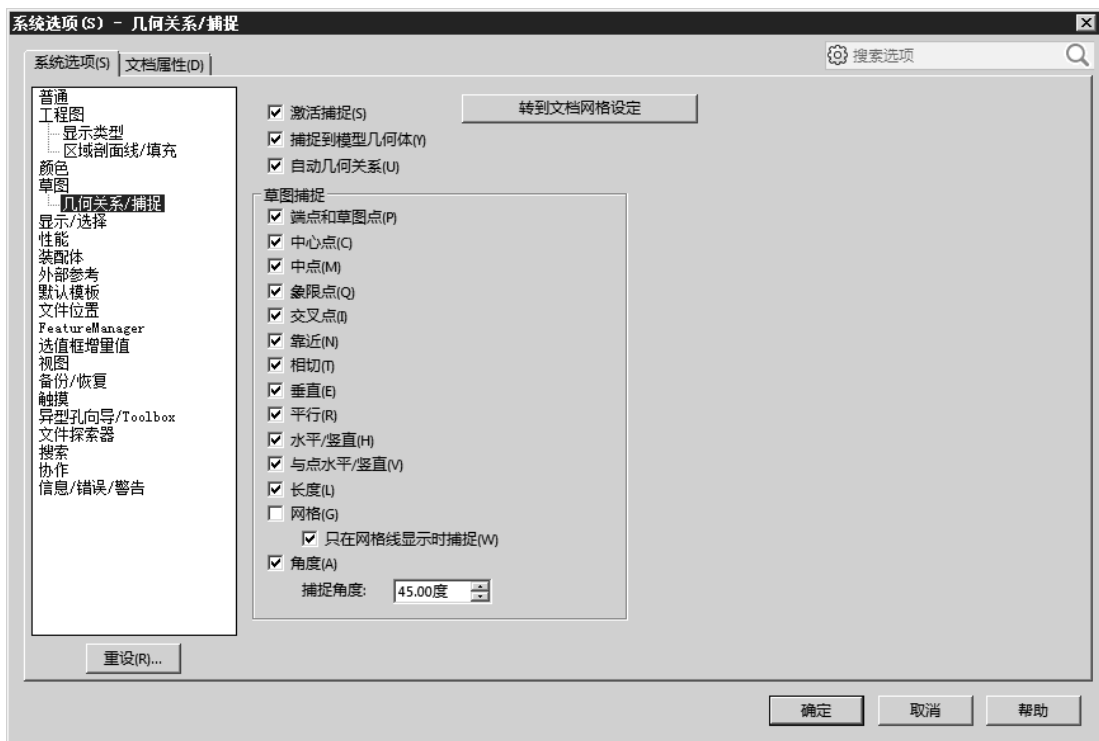 系统选项(S) - 几何关系/捕捉
系统选项(S) 文档属性(D)
搜索选项
普通
工程图
显示类型
区域剖面线/填充
颜色
草图
几何关系/捕捉
显示/选择
性能
装配体
外部参考
默认模板
文件位置
FeatureManager
选值框增量值
视图
备份/恢复
触摸
异型孔向导/Toolbox
文件探索器
搜索
协作
信息/错误/警告
重设(R)...
激活捕捉(S)
转到文档网格设定
捕捉到模型几何体(Y)
自动几何关系(U)
草图捕捉
端点和草图点(P)
中心点(C)
中点(M)
象限点(Q)
交叉点(I)
靠近(N)
相切(T)
垂直(E)
平行(R)
水平/竖直(H)
与点水平/竖直(V)
长度(L)
网格(G)
只在网格线显示时捕捉(W)
角度(A)
捕捉角度: 45.00度
确定 取消 帮助